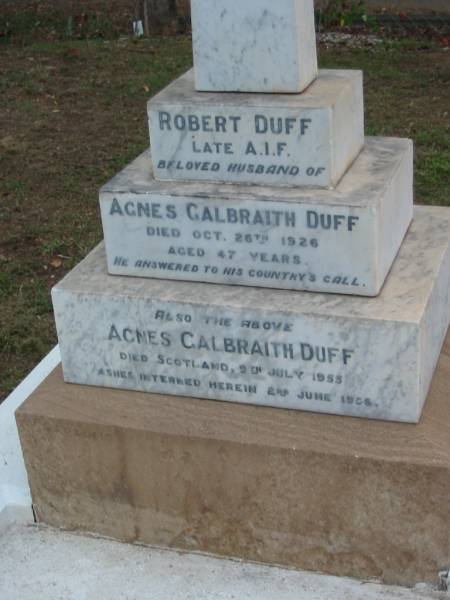 ROBERT DUFF
LATE A.I.F.
BELOVED HUSBAND OF
AGNES GALBRAITH DUFF
DIED OCT. 26TH 1926
AGED 47 YEARS.
HE ANSWERED TO HIS COUNTRY'S CALL.
ALSO THE ABOVE
AGNES GALBRAITH DUFF
DIED SCOTLAND, 9TH JULY 1955
ASHES INTERRED HEREIN 2ND JUNE 1956.